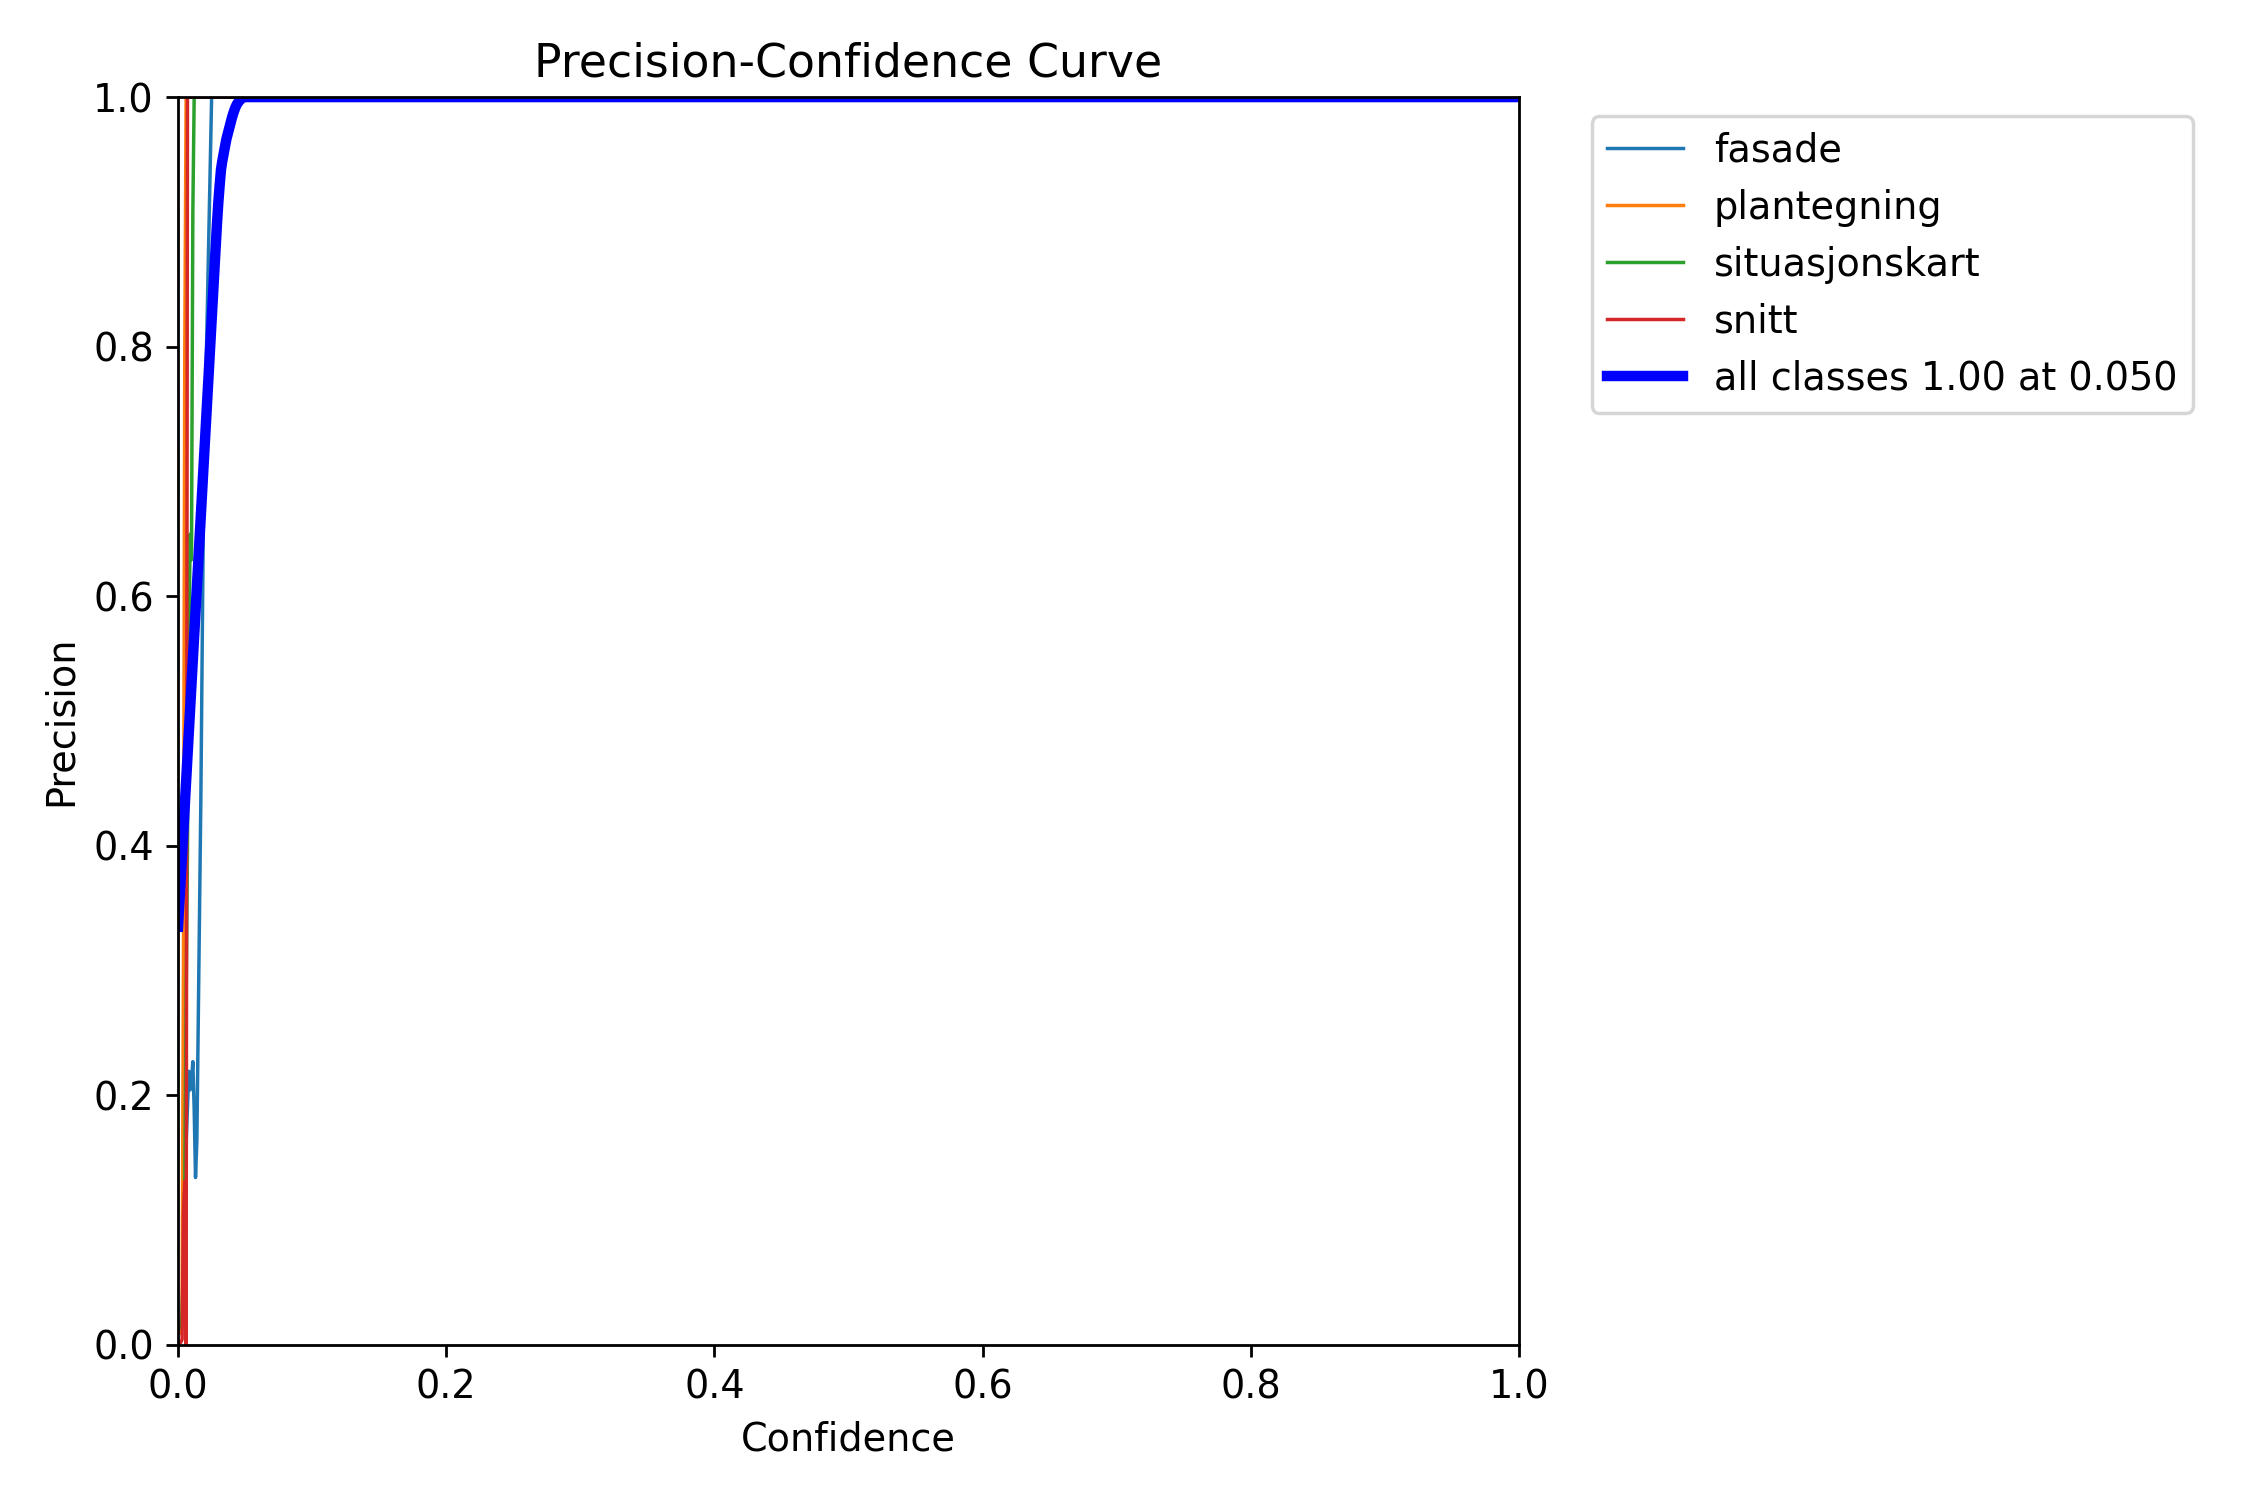 Precision-Confidence Curve
1.0
0.8
0.6
0.4
0.2
0.0
Precision
0.0 0.2 0.4 0.6 0.8 1.0
Confidence
fasade
plantegning
situasjonskart
snitt
all classes 1.00 at 0.050